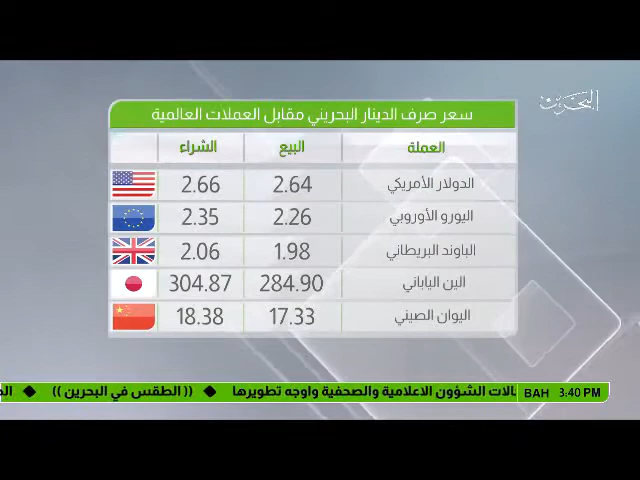 البحرين
سعر صرف الدينار البحريني مقابل العملات العالمية
العملة البيع الشراء
الدولار الأمريكي 2.64 2.66
اليورو الأوروبي 2.26 2.35
الباوند البريطاني 1.98 2.06
الين الياباني 284.90 304.87
اليوان الصيني 17.33 18.38
BAH 3:40 PM
الات الشؤون الاعلامية والصحفية واوجه تطويرها ◆ (( الطقس في البحرين )) ◆